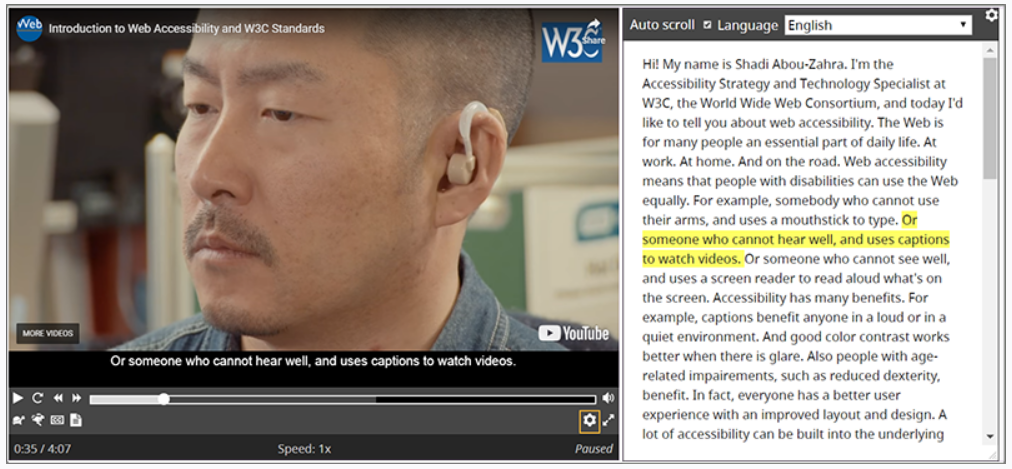 Web
Introduction to Web Accessibility and W3C Standards
W3C
Share
MORE VIDEOS
YouTube
Or someone who cannot hear well, and uses captions to watch videos.
0:35 / 4:07
Speed: 1x
Paused
Auto scroll
Language
English
Hi! My name is Shadi Abou-Zahra. I'm the
Accessibility Strategy and Technology Specialist at
W3C, the World Wide Web Consortium, and today I'd
like to tell you about web accessibility. The Web is
for many people an essential part of daily life. At
work. At home. And on the road. Web accessibility
means that people with disabilities can use the Web
equally. For example, somebody who cannot use
their arms, and uses a mouthstick to type. Or
someone who cannot hear well, and uses captions
to watch videos. Or someone who cannot see well,
and uses a screen reader to read aloud what's on
the screen. Accessibility has many benefits. For
example, captions benefit anyone in a loud or in a
quiet environment. And good color contrast works
better when there is glare. Also people with age-
related impairments, such as reduced dexterity,
benefit. In fact, everyone has a better user
experience with an improved layout and design. A
lot of accessibility can be built into the underlying